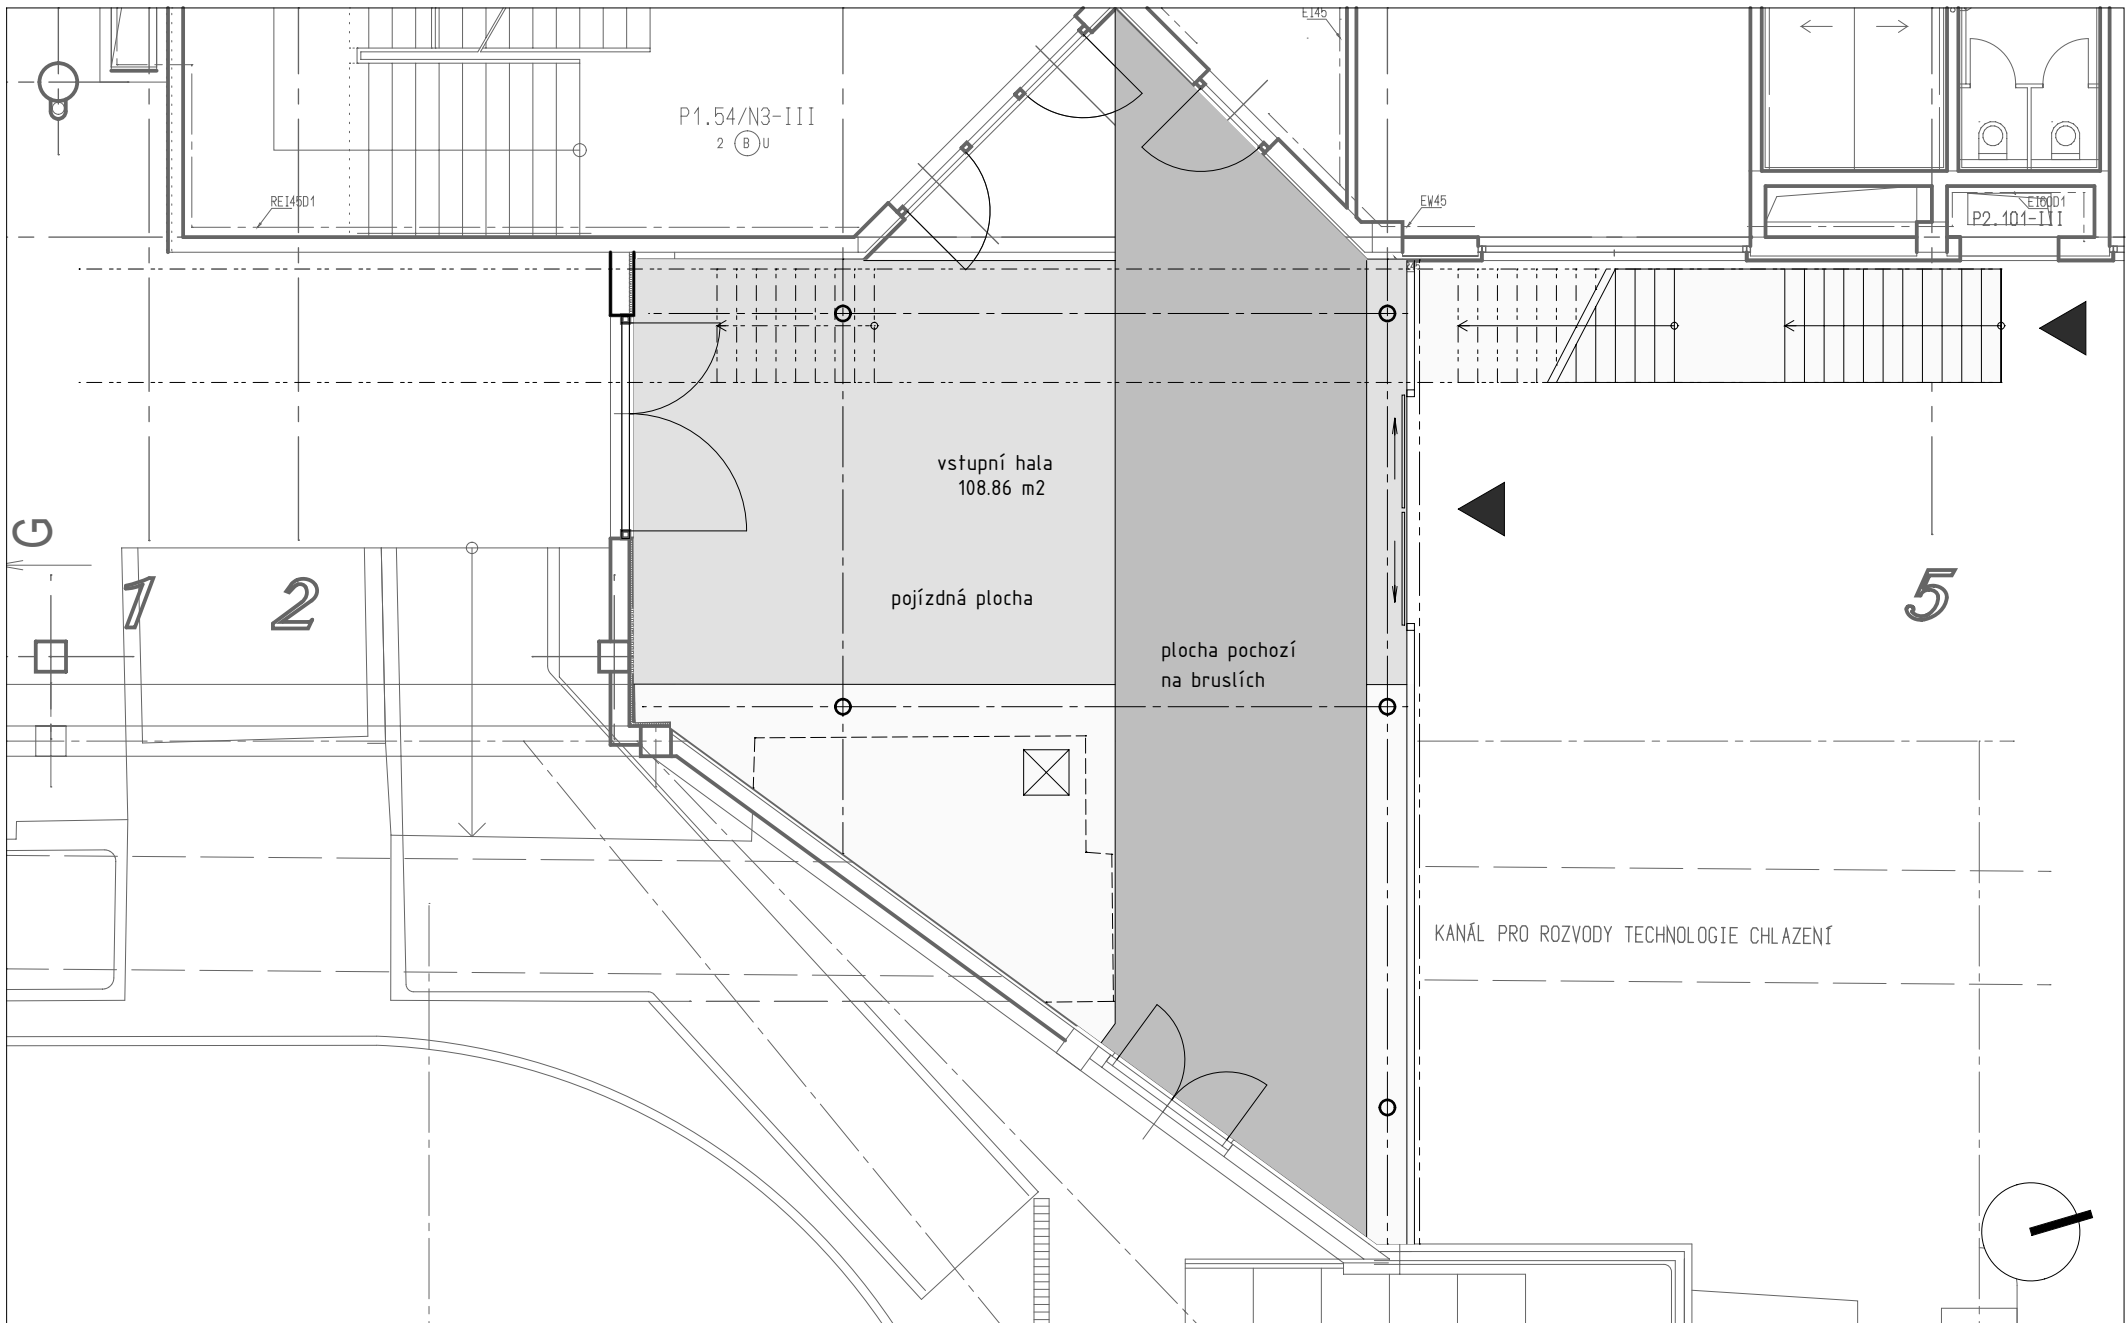 EI45
P1.54/N3-III
2 B U
REI45D1
EW45
EI60D1
P2.101-III
vstupní hala
108.86 m2
G
1
2
5
pojízdná plocha
plocha pochozí
na bruslích
KANÁL PRO ROZVODY TECHNOLOGIE CHLAZENÍ